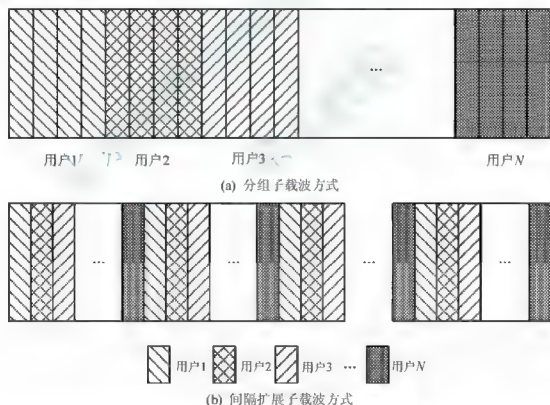 ...
用户1 用户2 用户3 用户N
(a) 分组子载波方式
... ... ... ...
用户1 用户2 用户3 ... 用户N
(b) 间隔扩展子载波方式